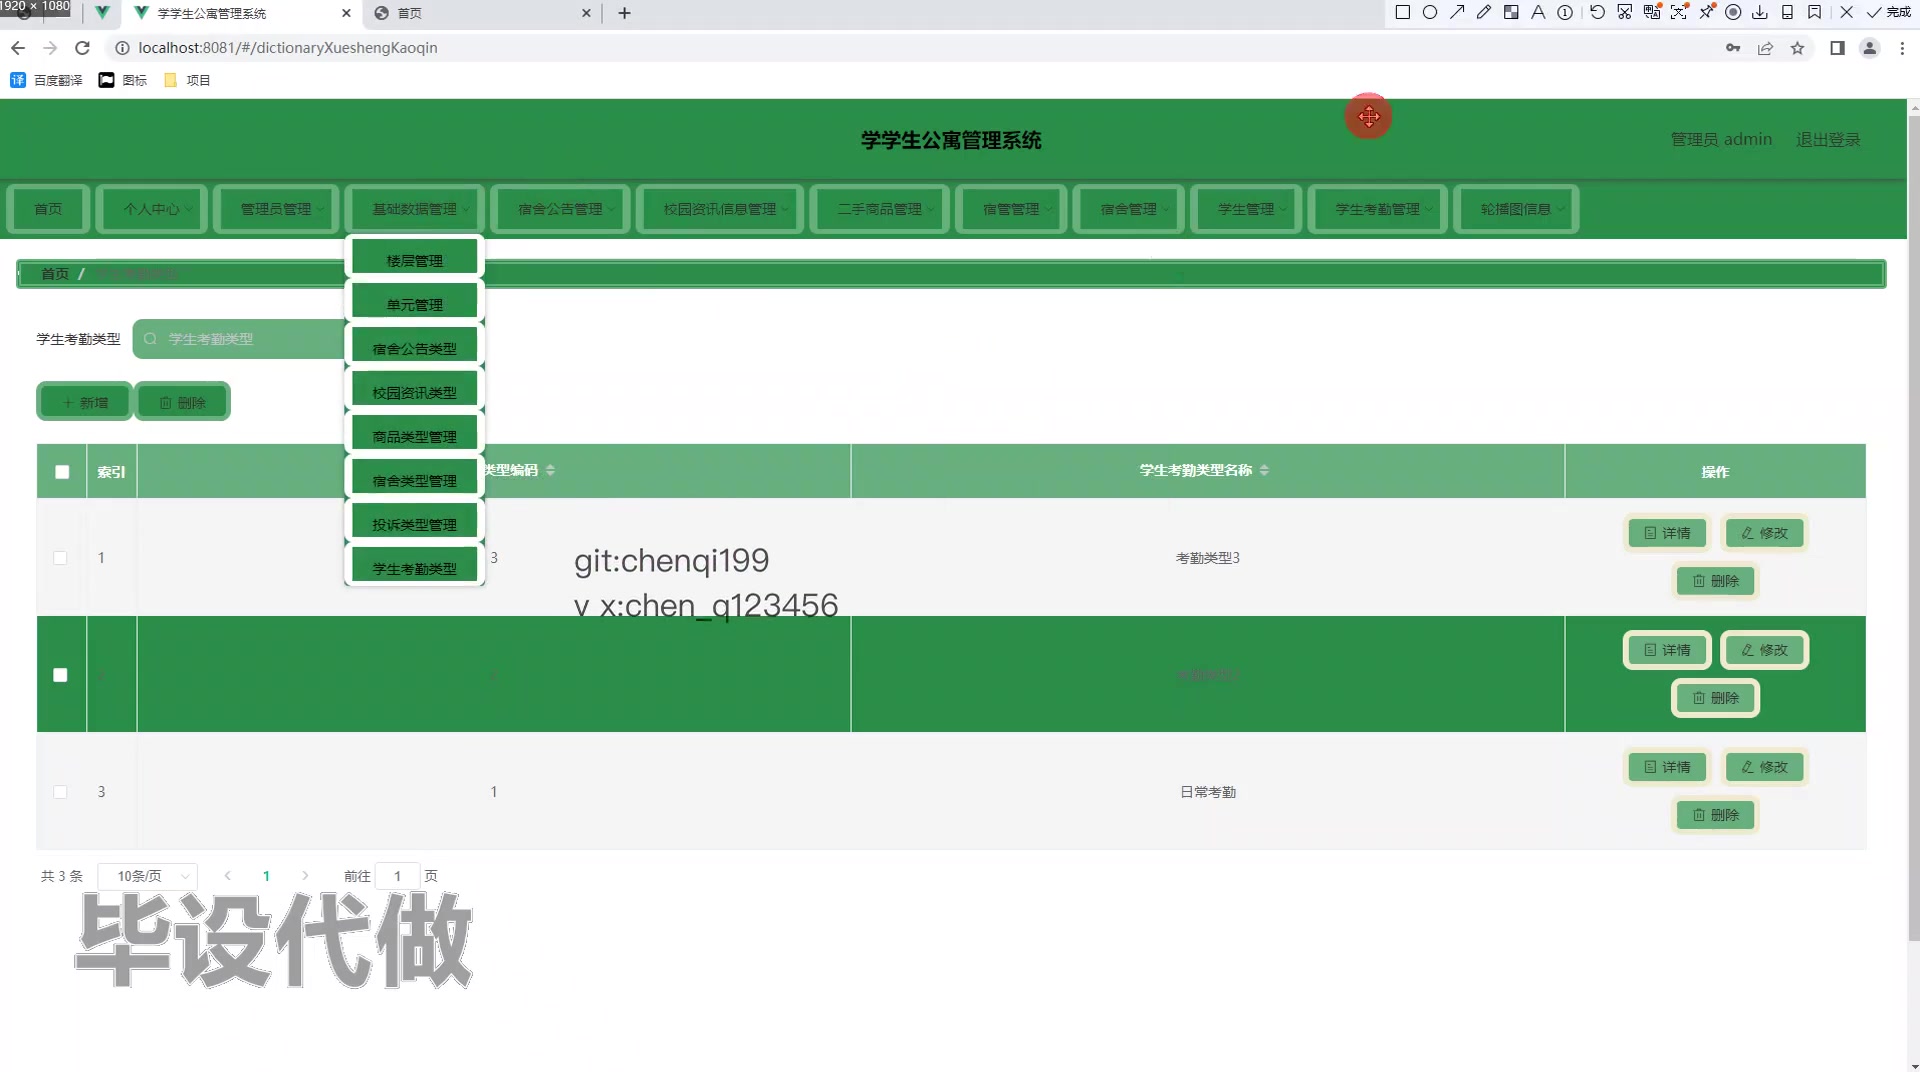 1920 × 1080
学学生公寓管理系统
首页
完成
localhost:8081/#/dictionaryXueshengKaoqin
百度翻译
图标
项目
学学生公寓管理系统
管理员 admin
退出登录
首页
个人中心
管理员管理
基础数据管理
宿舍公告管理
校园资讯信息管理
二手商品管理
宿管管理
宿舍管理
学生管理
学生考勤管理
轮播图信息
楼层管理
单元管理
宿舍公告类型
校园资讯类型
商品类型管理
宿舍类型管理
投诉类型管理
学生考勤类型
首页 /
学生考勤类型
学生考勤类型
新增
删除
索引
类型编码
学生考勤类型名称
操作
1
3
考勤类型3
详情
修改
删除
git:chenqi199
v_x:chen_q123456
详情
修改
删除
3
1
日常考勤
详情
修改
删除
共 3 条
10条/页
1
前往
1
页
毕设代做